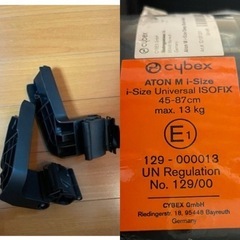 cybex
ATON M i-Size
i-Size Universal ISOFIX
45-87cm
max. 13 kg
E1
129 - 000013
UN Regulation
No. 129/00
CYBEX GmbH
Riedingerstr. 18, 95448 Bayreuth
Germany